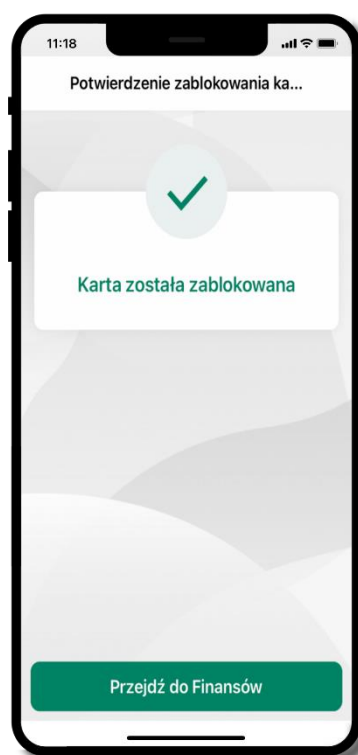 11:18
Potwierdzenie zablokowania ka...
Karta została zablokowana
Przejdź do Finansów